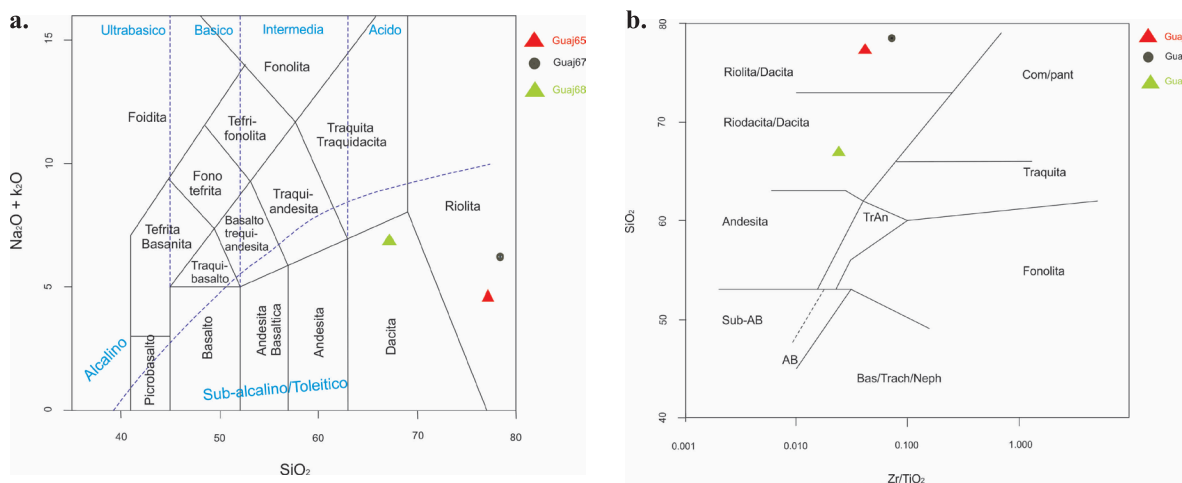 a.
Ultrabasico
Basico
Intermedia
Acido
Guaj65
Guaj67
Guaj68
Fonolita
Foidita
Tefri-
fonolita
Traquita
Traquidacita
Fono
tefrita
Traqui-
andesita
Riolita
Tefrita
Basanita
Basalto
trequi-
andesita
Traqui-
basalto
Alcalino
Picrobasalto
Basalto
Andesita
Basaltica
Andesita
Dacita
Sub-alcalino/Toleitico
Na₂O + k₂O
0
5
10
15
40
50
60
70
80
SiO₂
b.
Guaj
Gua
Gua
Riolita/Dacita
Com/pant
Riodacita/Dacita
Traquita
Andesita
TrAn
Fonolita
Sub-AB
AB
Bas/Trach/Neph
SiO₂
80
70
60
50
40
0.001
0.010
0.100
1.000
Zr/TiO₂